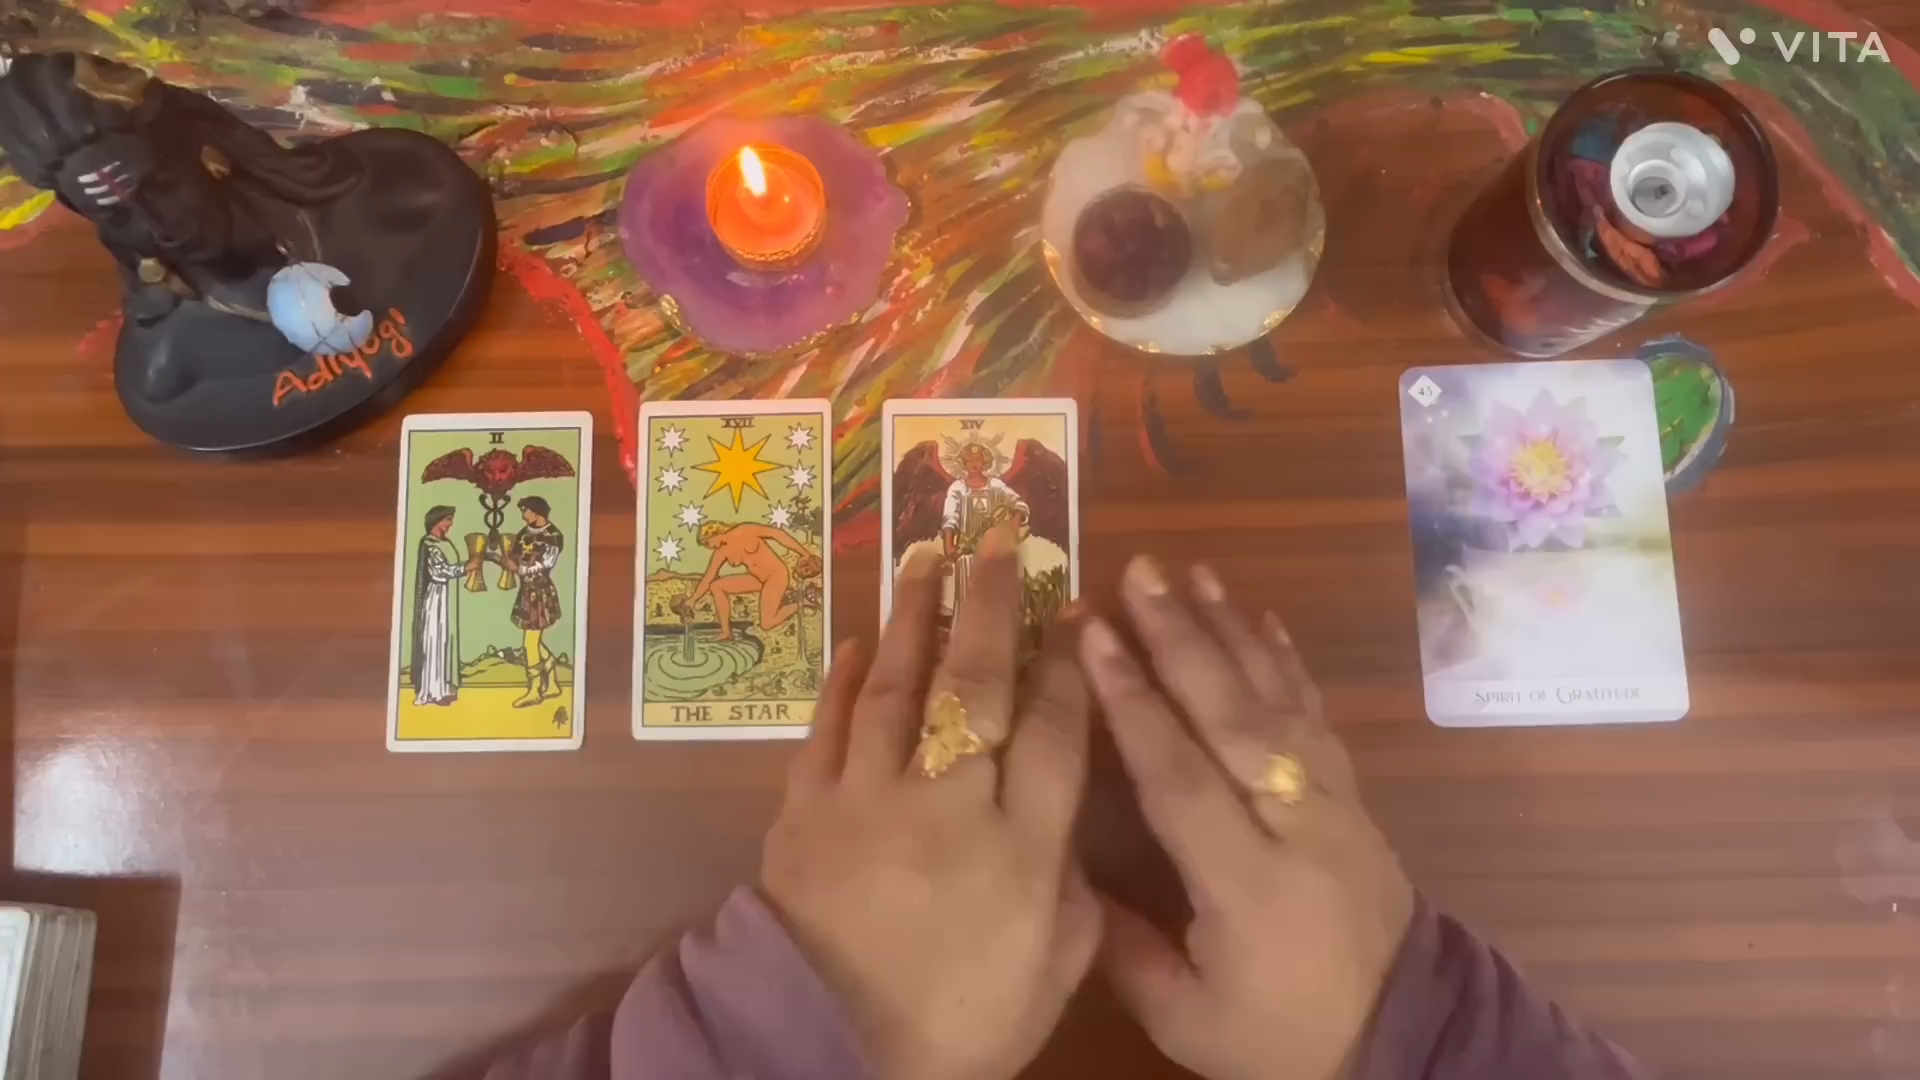 VITA
Adiyogi
II
XVII
XIV
45
THE STAR.
SPIRIT OF GRATITUDE